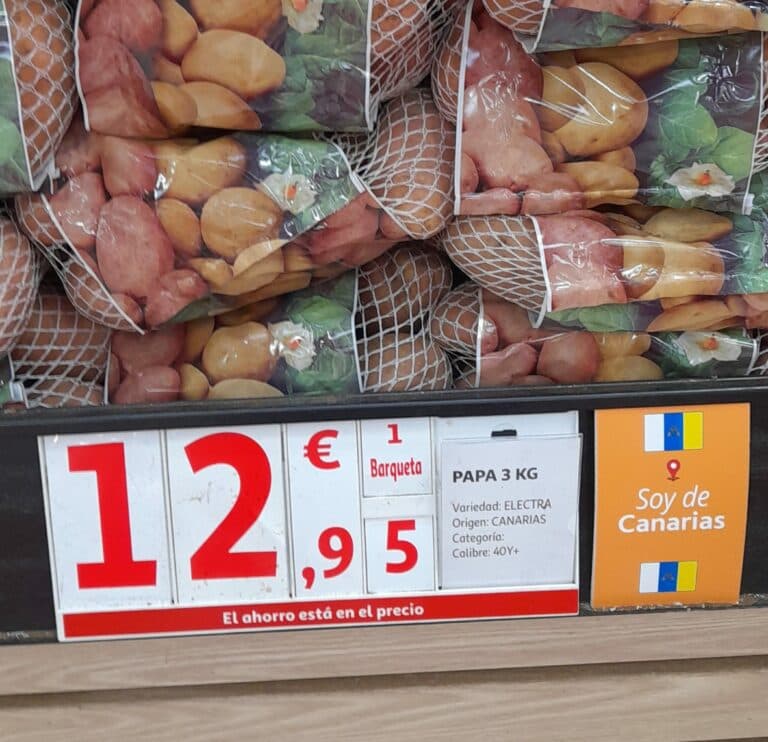 12 € ,95
1
Barqueta
PAPA 3 KG
Variedad: ELECTRA
Origen: CANARIAS
Categoría:
Calibre: 40Y+
El ahorro está en el precio
Soy de
Canarias